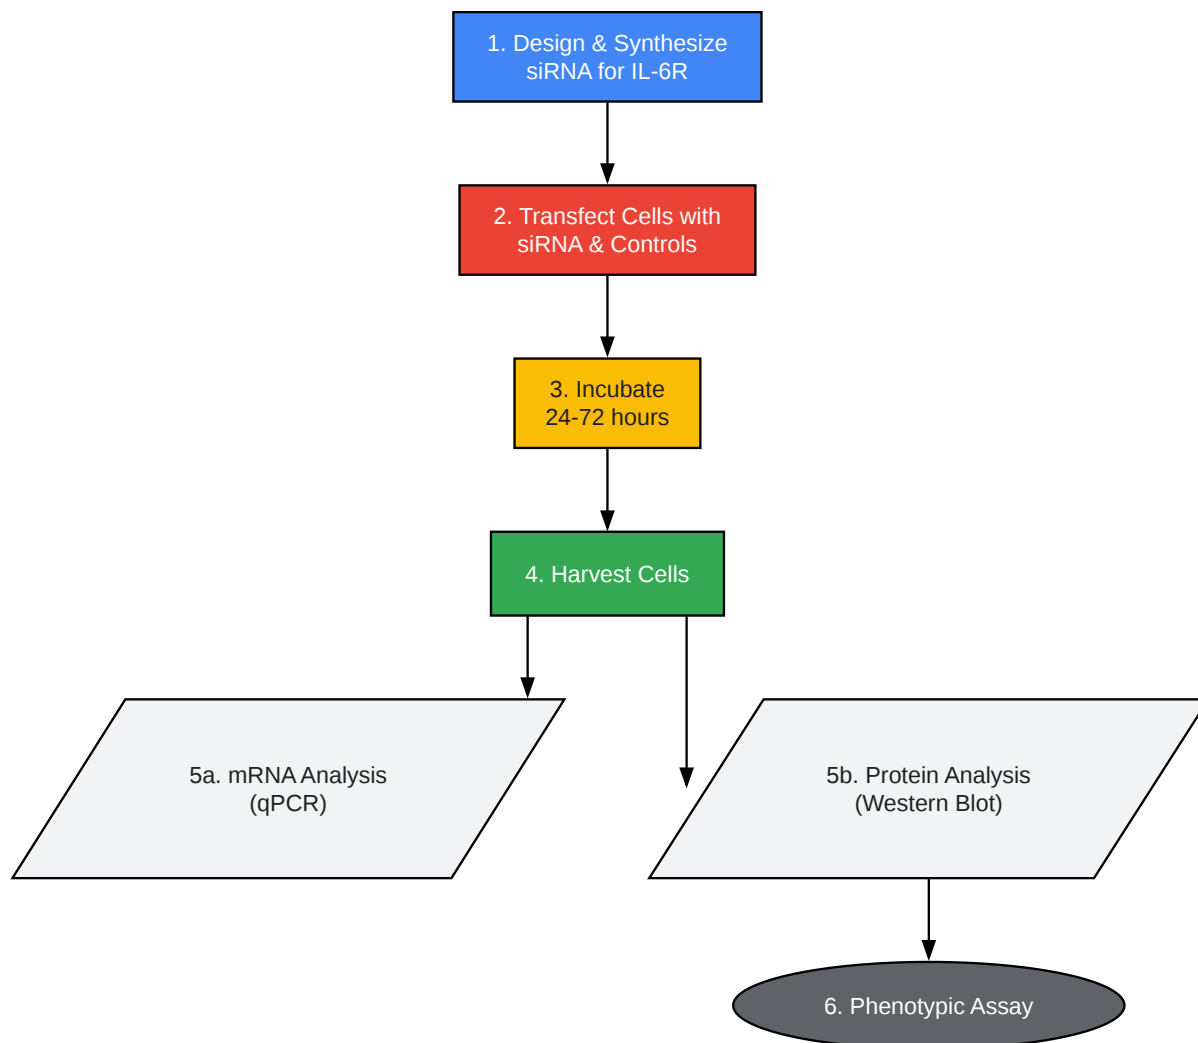 1. Design & Synthesize
siRNA for IL-6R
2. Transfect Cells with
siRNA & Controls
3. Incubate
24-72 hours
4. Harvest Cells
5a. mRNA Analysis
(qPCR)
5b. Protein Analysis
(Western Blot)
6. Phenotypic Assay